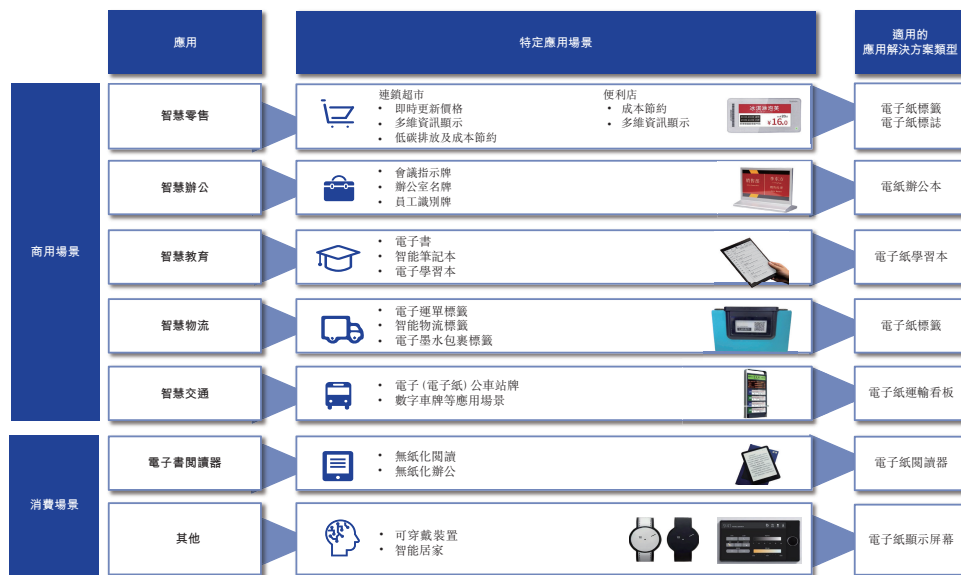 應用
特定應用場景
適用的
應用解決方案類型
商用場景
智慧零售
連鎖超市
• 即時更新價格
• 多維資訊顯示
• 低碳排放及成本節約
便利店
• 成本節約
• 多維資訊顯示
¥16.0
電子紙標籤
電子紙標誌
智慧辦公
• 會議指示牌
• 辦公室名牌
• 員工識別牌
電紙辦公本
智慧教育
• 電子書
• 智能筆記本
• 電子學習本
電子紙學習本
智慧物流
• 電子運單標籤
• 智能物流標籤
• 電子墨水包裹標籤
電子紙標籤
智慧交通
• 電子 (電子紙) 公車站牌
• 數字車牌等應用場景
電子紙運輸看板
消費場景
電子書閱讀器
• 無紙化閱讀
• 無紙化辦公
電子紙閱讀器
其他
• 可穿戴裝置
• 智能居家
電子紙顯示屏幕